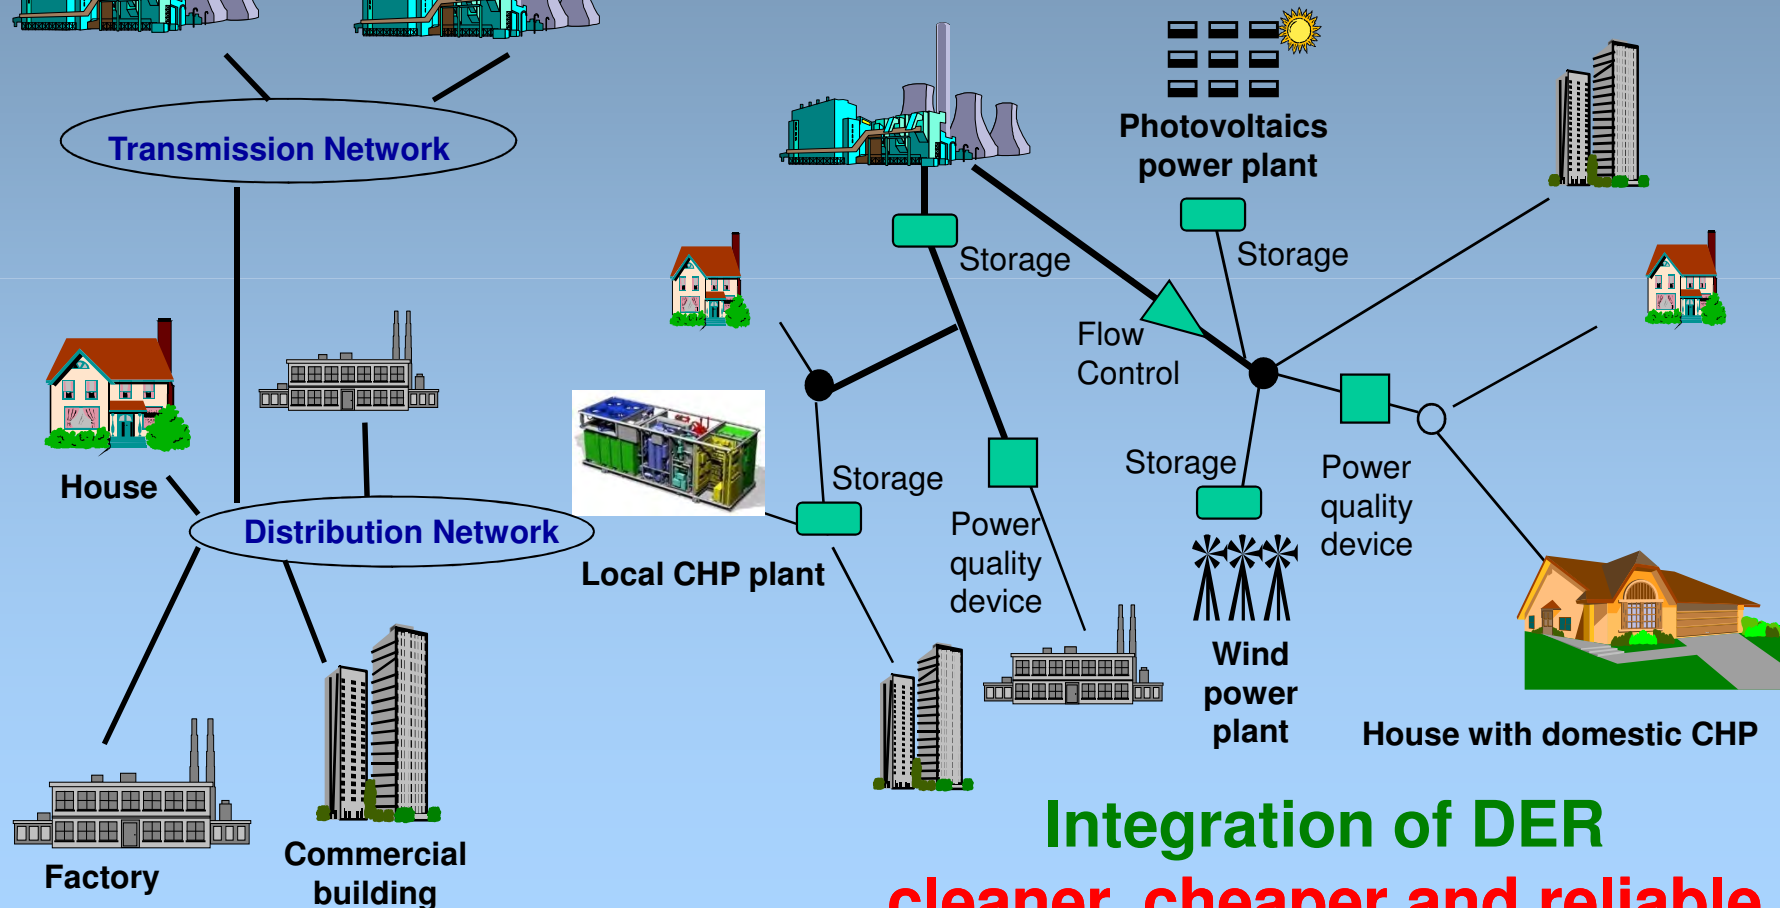 Transmission Network
Photovoltaics
power plant
Storage
Storage
Flow
Control
House
Storage
Storage
Power
quality
device
Distribution Network
Power
quality
device
Local CHP plant
Wind
power
plant
House with domestic CHP
Integration of DER
Commercial
building
Factory
cleaner, cheaper and reliable